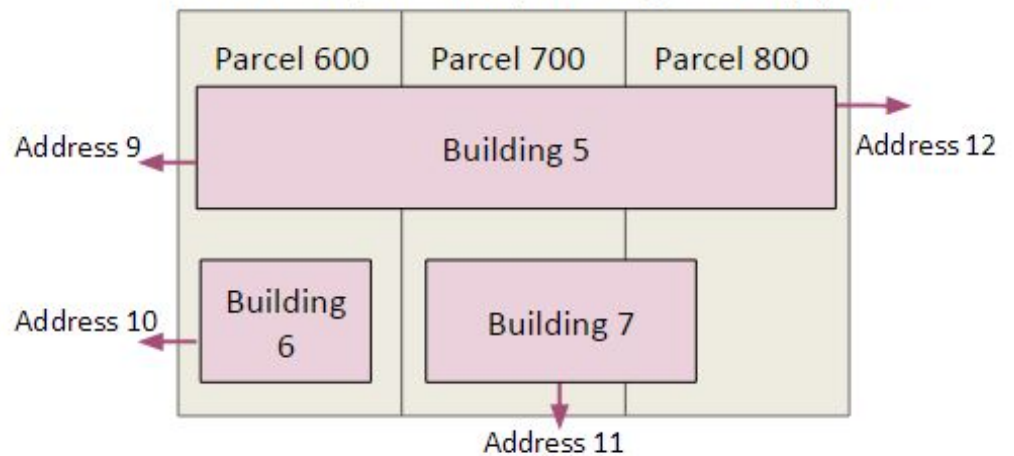 Parcel 600
Parcel 700
Parcel 800
Address 9
Building 5
Address 12
Building
6
Address 10
Building 7
Address 11